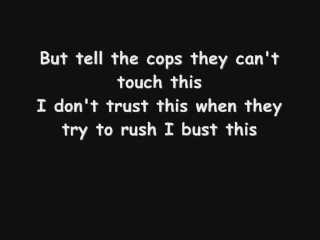 But tell the cops they can't
touch this
I don't trust this when they
try to rush I bust this